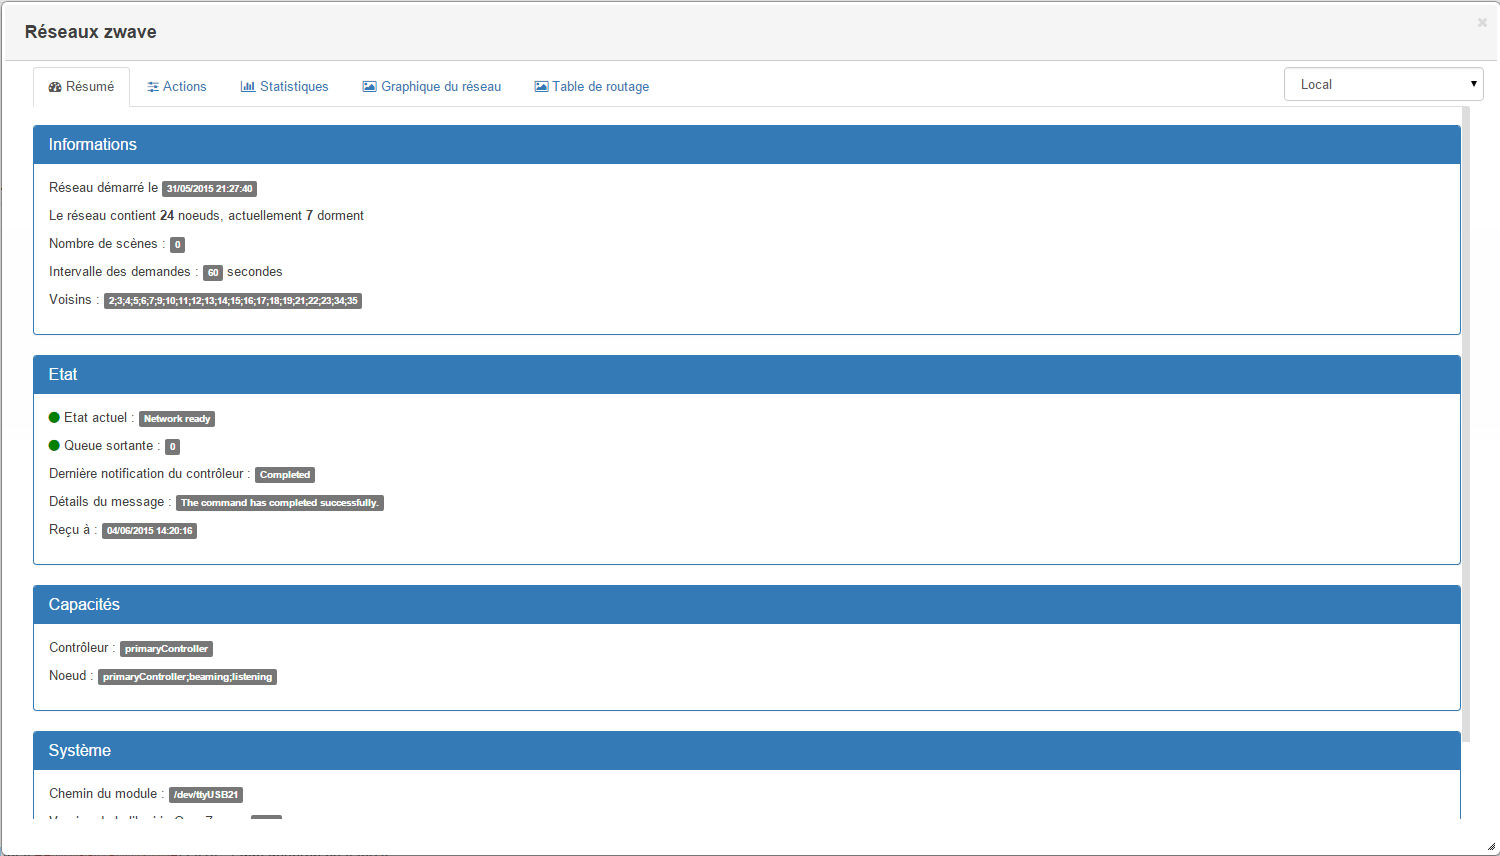 Réseaux zwave
Résumé Actions Statistiques Graphique du réseau Table de routage Local
Informations
Réseau démarré le 31/05/2015 21:27:40
Le réseau contient 24 noeuds, actuellement 7 dorment
Nombre de scènes : 0
Intervalle des demandes : 60 secondes
Voisins : 2;3;4;5;6;7;9;10;11;12;13;14;15;16;17;18;19;21;22;23;34;35
Etat
Etat actuel : Network ready
Queue sortante : 0
Dernière notification du contrôleur : Completed
Détails du message : The command has completed successfully.
Reçu à : 04/06/2015 14:20:16
Capacités
Contrôleur : primaryController
Noeud : primaryController;beaming;listening
Système
Chemin du module : /dev/ttyUSB21